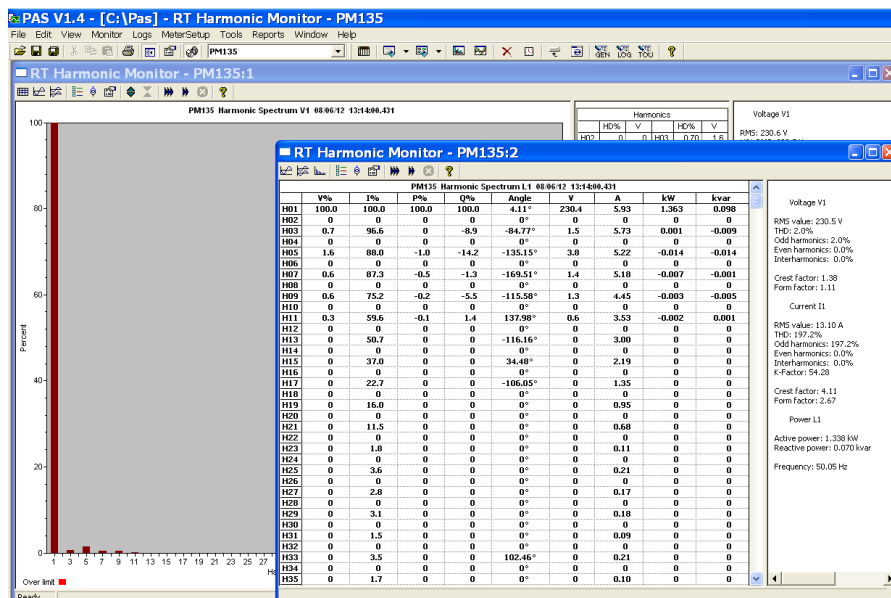 PAS V1.4 - [C:\Pas] - RT Harmonic Monitor - PM135
File Edit View Monitor Logs MeterSetup Tools Reports Window Help
PM135 GEN LOG TOU
RT Harmonic Monitor - PM135:1
PM135 Harmonic Spectrum V1 08/06/12 13:14:00.431
Harmonics
HD% V HD% V
H02 0 0 H03 0.70 1.6
Voltage V1
RMS: 230.6 V
100
80
60
40
20
0
Percent
1 3 5 7 9 11 13 15 17 19 21 23 25 27
Over limit
Ready
RT Harmonic Monitor - PM135:2
PM135 Harmonic Spectrum L1 08/06/12 13:14:00.431
V% I% P% Q% Angle V A kW kvar
H01 100.0 100.0 100.0 100.0 4.11° 230.4 5.93 1.363 0.098
H02 0 0 0 0 0° 0 0 0 0
H03 0.7 96.6 0 -8.9 -84.77° 1.5 5.73 0.001 -0.009
H04 0 0 0 0 0° 0 0 0 0
H05 1.6 88.0 -1.0 -14.2 -135.15° 3.8 5.22 -0.014 -0.014
H06 0 0 0 0 0° 0 0 0 0
H07 0.6 87.3 -0.5 -1.3 -169.51° 1.4 5.18 -0.007 -0.001
H08 0 0 0 0 0° 0 0 0 0
H09 0.6 75.2 -0.2 -5.5 -115.58° 1.3 4.45 -0.003 -0.005
H10 0 0 0 0 0° 0 0 0 0
H11 0.3 59.6 -0.1 1.4 137.98° 0.6 3.53 -0.002 0.001
H12 0 0 0 0 0° 0 0 0 0
H13 0 50.7 0 0 -116.16° 0 3.00 0 0
H14 0 0 0 0 0° 0 0 0 0
H15 0 37.0 0 0 34.48° 0 2.19 0 0
H16 0 0 0 0 0° 0 0 0 0
H17 0 22.7 0 0 -106.05° 0 1.35 0 0
H18 0 0 0 0 0° 0 0 0 0
H19 0 16.0 0 0 0° 0 0.95 0 0
H20 0 0 0 0 0° 0 0 0 0
H21 0 11.5 0 0 0° 0 0.68 0 0
H22 0 0 0 0 0° 0 0 0 0
H23 0 1.8 0 0 0° 0 0.11 0 0
H24 0 0 0 0 0° 0 0 0 0
H25 0 3.6 0 0 0° 0 0.21 0 0
H26 0 0 0 0 0° 0 0 0 0
H27 0 2.8 0 0 0° 0 0.17 0 0
H28 0 0 0 0 0° 0 0 0 0
H29 0 3.1 0 0 0° 0 0.18 0 0
H30 0 0 0 0 0° 0 0 0 0
H31 0 1.5 0 0 0° 0 0.09 0 0
H32 0 0 0 0 0° 0 0 0 0
H33 0 3.5 0 0 102.46° 0 0.21 0 0
H34 0 0 0 0 0° 0 0 0 0
H35 0 1.7 0 0 0° 0 0.10 0 0
Voltage V1
RMS value: 230.5 V
THD: 2.0%
Odd harmonics: 2.0%
Even harmonics: 0.0%
Interharmonics: 0.0%
Crest factor: 1.38
Form factor: 1.11
Current I1
RMS value: 13.10 A
THD: 197.2%
Odd harmonics: 197.2%
Even harmonics: 0.0%
Interharmonics: 0.0%
K-Factor: 54.28
Crest factor: 4.11
Form factor: 2.67
Power L1
Active power: 1.338 kW
Reactive power: 0.070 kvar
Frequency: 50.05 Hz